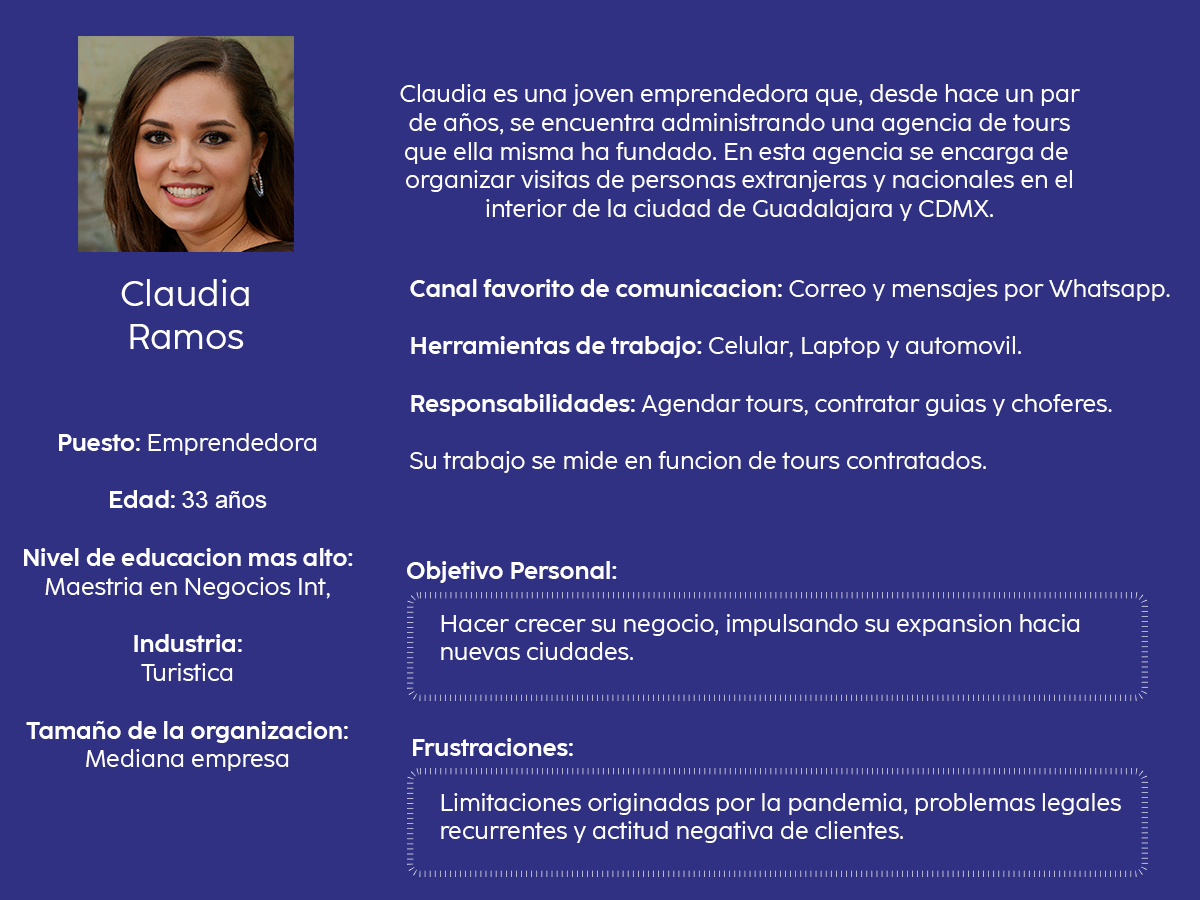 Claudia
Ramos
Puesto: Emprendedora
Edad: 33 años
Nivel de educacion mas alto:
Maestria en Negocios Int,
Industria:
Turistica
Tamaño de la organizacion:
Mediana empresa
Claudia es una joven emprendedora que, desde hace un par
de años, se encuentra administrando una agencia de tours
que ella misma ha fundado. En esta agencia se encarga de
organizar visitas de personas extranjeras y nacionales en el
interior de la ciudad de Guadalajara y CDMX.
Canal favorito de comunicacion: Correo y mensajes por Whatsapp.
Herramientas de trabajo: Celular, Laptop y automovil.
Responsabilidades: Agendar tours, contratar guias y choferes.
Su trabajo se mide en funcion de tours contratados.
Objetivo Personal:
Hacer crecer su negocio, impulsando su expansion hacia
nuevas ciudades.
Frustraciones:
Limitaciones originadas por la pandemia, problemas legales
recurrentes y actitud negativa de clientes.